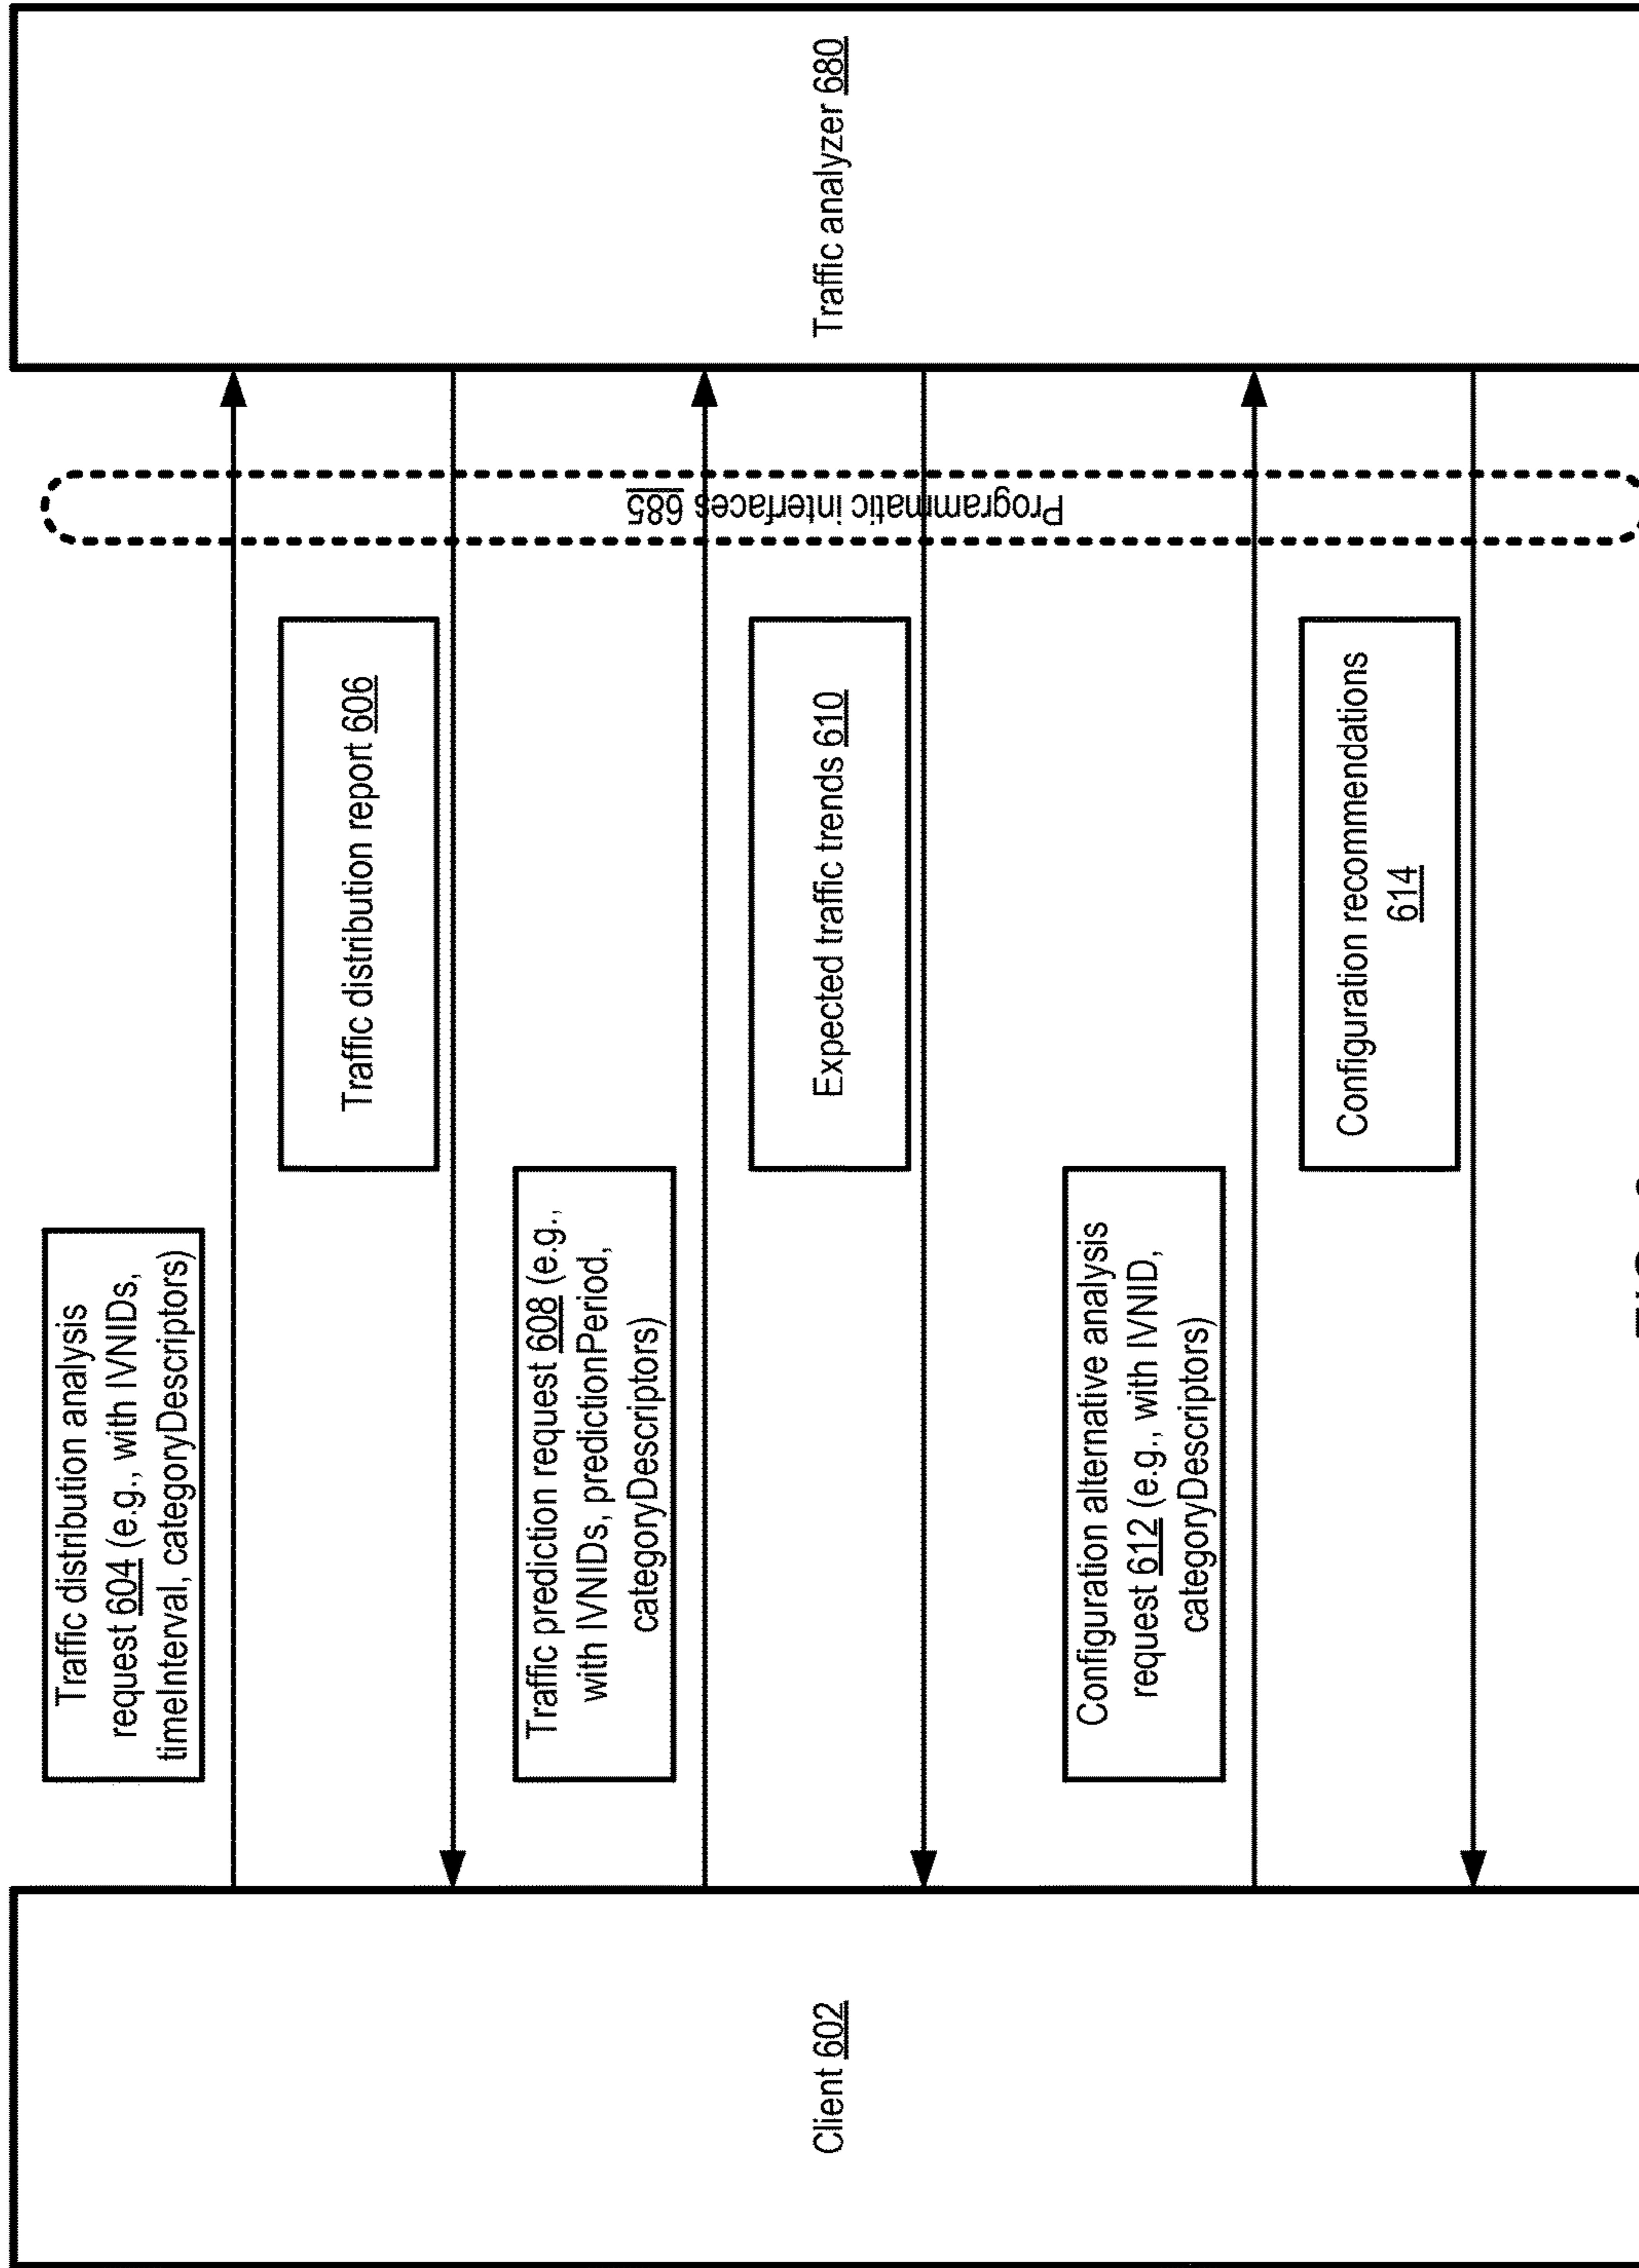 Client 602
Traffic distribution analysis
request 604 (e.g., with IVNIDs,
timeInterval, categoryDescriptors)
Traffic distribution report 606
Traffic prediction request 608 (e.g.,
with IVNIDs, predictionPeriod,
categoryDescriptors)
Expected traffic trends 610
Configuration alternative analysis
request 612 (e.g., with IVNID,
categoryDescriptors)
Configuration recommendations
614
Programmatic interfaces 685
Traffic analyzer 680